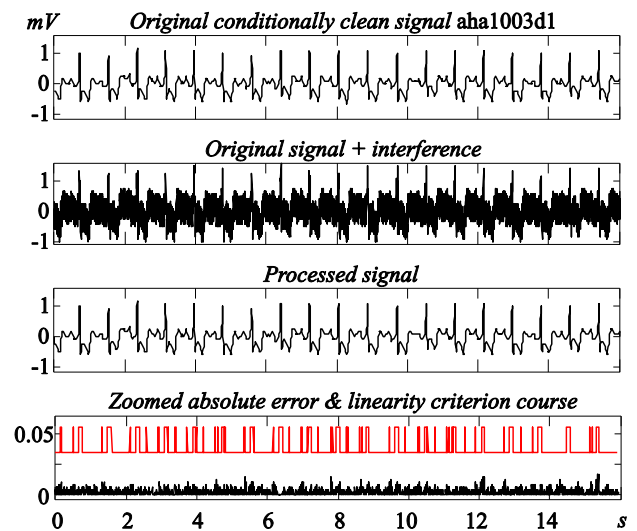 Original conditionally clean signal aha1003d1
mV
1
0
-1
Original signal + interference
1
0
-1
Processed signal
1
0
-1
Zoomed absolute error & linearity criterion course
0.05
0
0 2 4 6 8 10 12 14 s